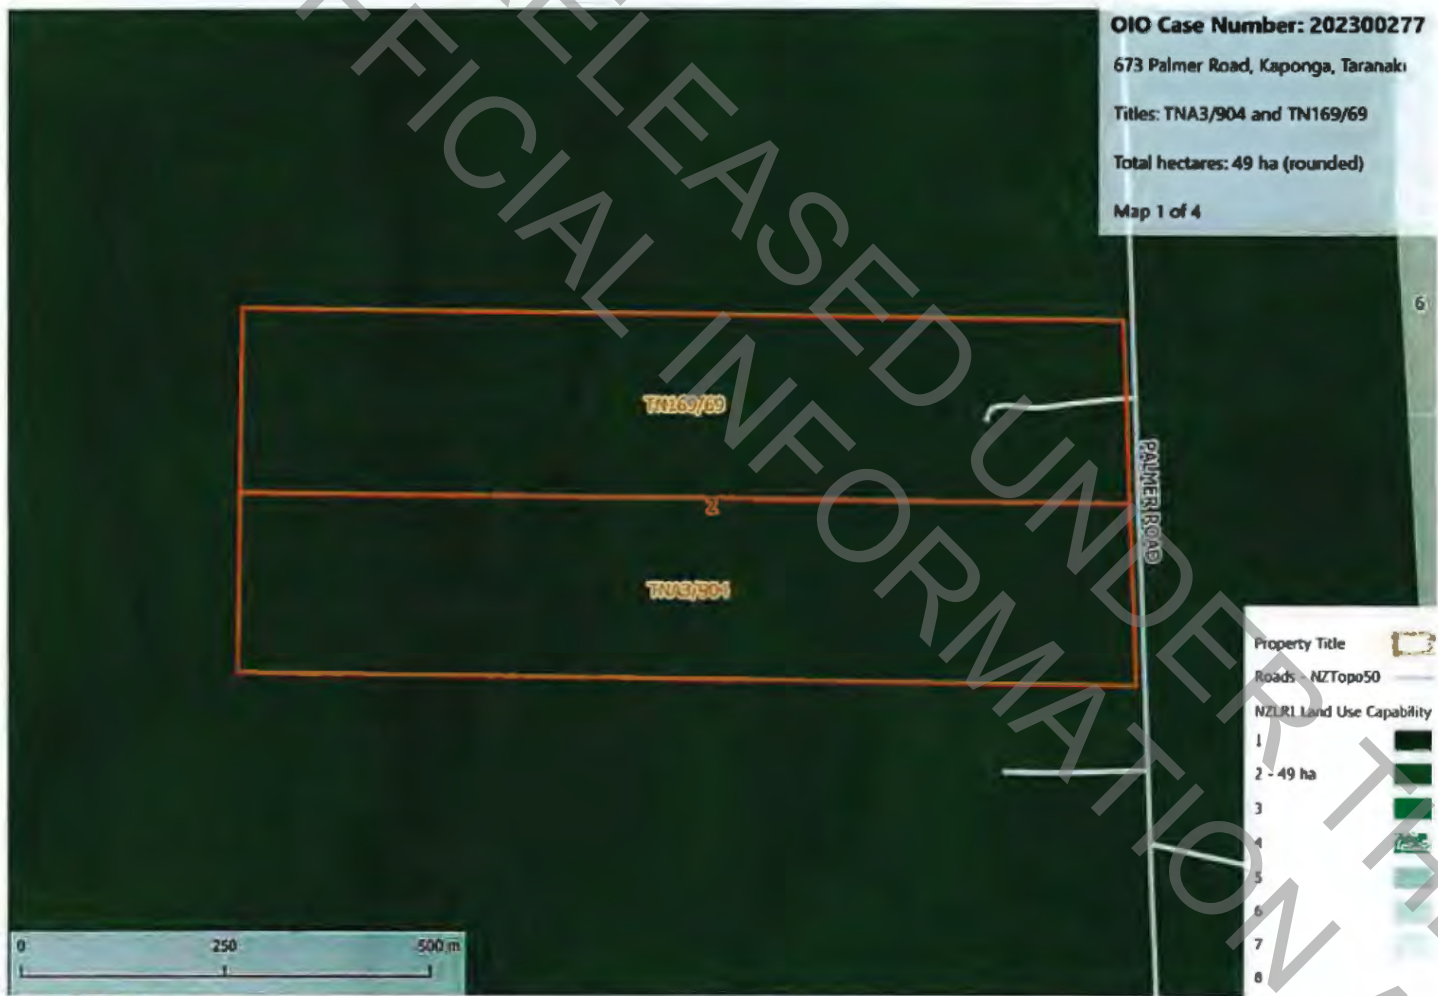 OIO Case Number: 202300277
673 Palmer Road, Kaponga, Taranaki
Titles: TNA3/904 and TN169/69
Total hectares: 49 ha (rounded)
Map 1 of 4
6
TN169/69
PALMER ROAD
2
TNA3/904
Property Title
Roads - NZTopo50
NZLRI Land Use Capability
1
2 - 49 ha
3
4
5
6
7
8
0 250 500 m
RELEASED UNDER TH
FFICIAL INFORMATION A